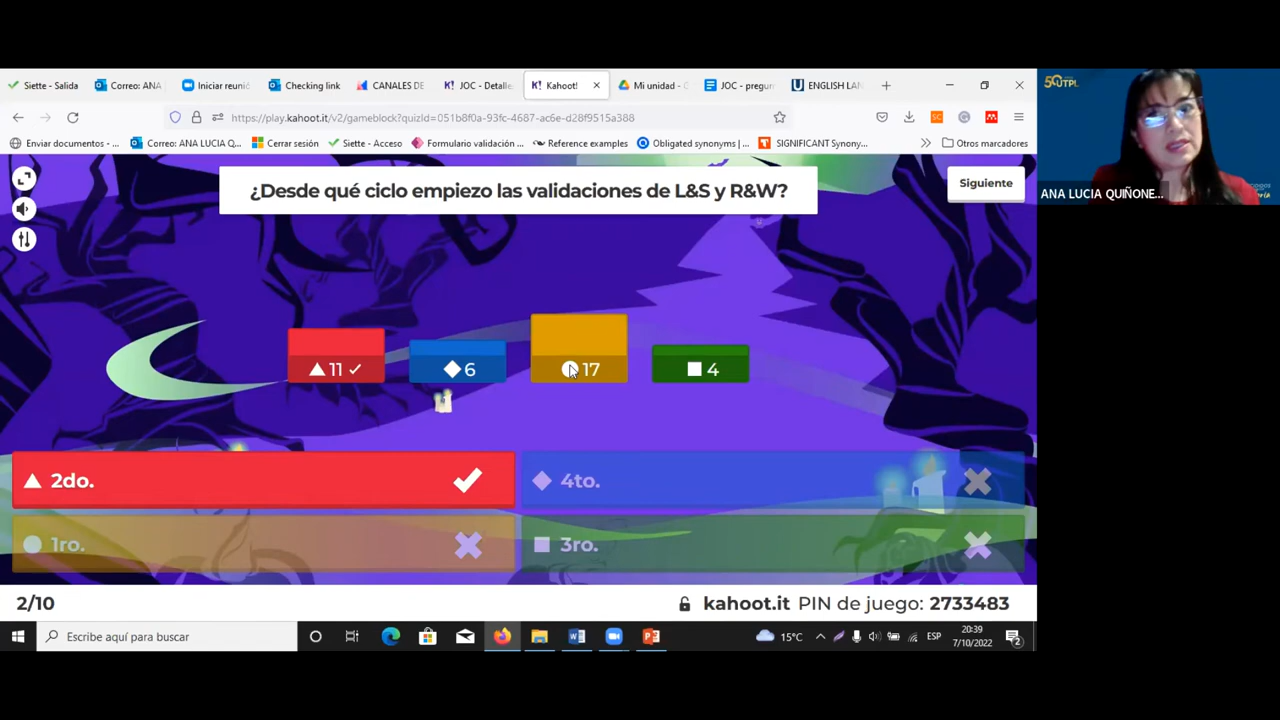 Siette - Salida
Correo: ANA
Iniciar reunió
Checking link
CANALES DE
K! JOC - Detalle
K! Kahoot!
Mi unidad - G
JOC - pregun
ENGLISH LAN
50 UTPL
https://play.kahoot.it/v2/gameblock?quizId=051b8f0a-93fc-4687-ac6e-d28f9515a388
SC
Enviar documentos - ...
Correo: ANA LUCIA Q...
Cerrar sesión
Siette - Acceso
Formulario validación ...
Reference examples
Obligated synonyms | ...
SIGNIFICANT Synony...
Otros marcadores
¿Desde qué ciclo empiezo las validaciones de L&S y R&W?
Siguiente
ANA LUCIA QUIÑONE...
11
6
17
4
2do.
4to.
1ro.
3ro.
2/10
kahoot.it PIN de juego: 2733483
Escribe aquí para buscar
15°C
ESP
20:39
7/10/2022
2